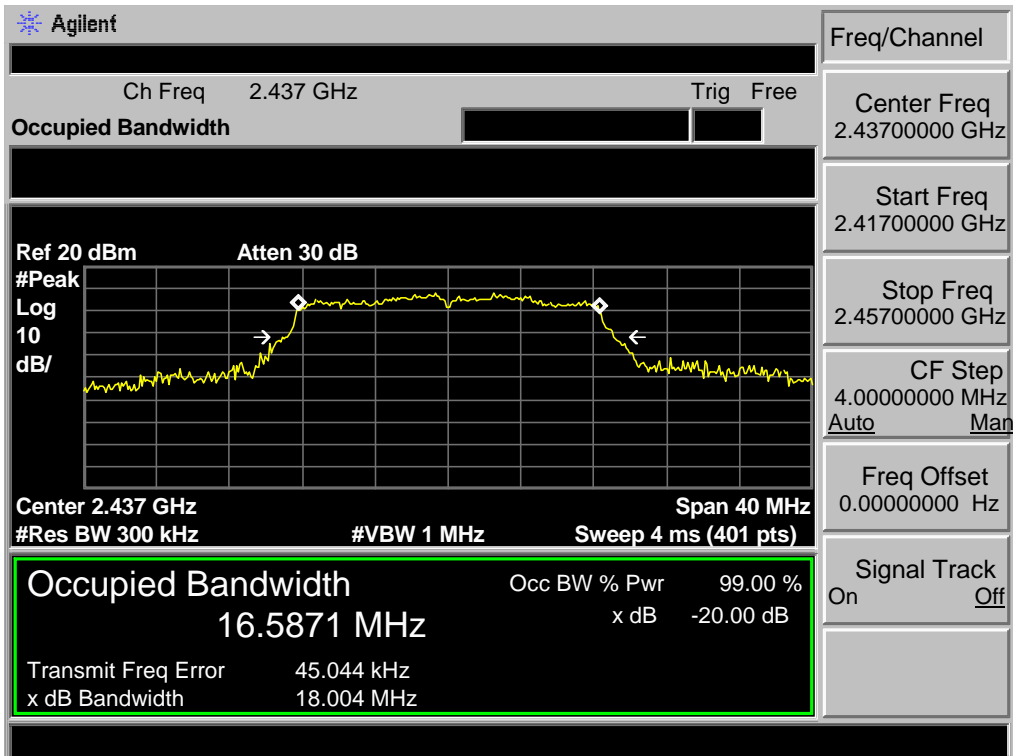 Agilent
Freq/Channel
Ch Freq 2.437 GHz Trig Free
Occupied Bandwidth
Center Freq
2.43700000 GHz
Start Freq
2.41700000 GHz
Stop Freq
2.45700000 GHz
CF Step
4.00000000 MHz
Auto Man
Freq Offset
0.00000000 Hz
Signal Track
On Off
Ref 20 dBm Atten 30 dB
#Peak
Log
10
dB/
Center 2.437 GHz Span 40 MHz
#Res BW 300 kHz #VBW 1 MHz Sweep 4 ms (401 pts)
Occupied Bandwidth
16.5871 MHz
Occ BW % Pwr 99.00 %
x dB -20.00 dB
Transmit Freq Error 45.044 kHz
x dB Bandwidth 18.004 MHz